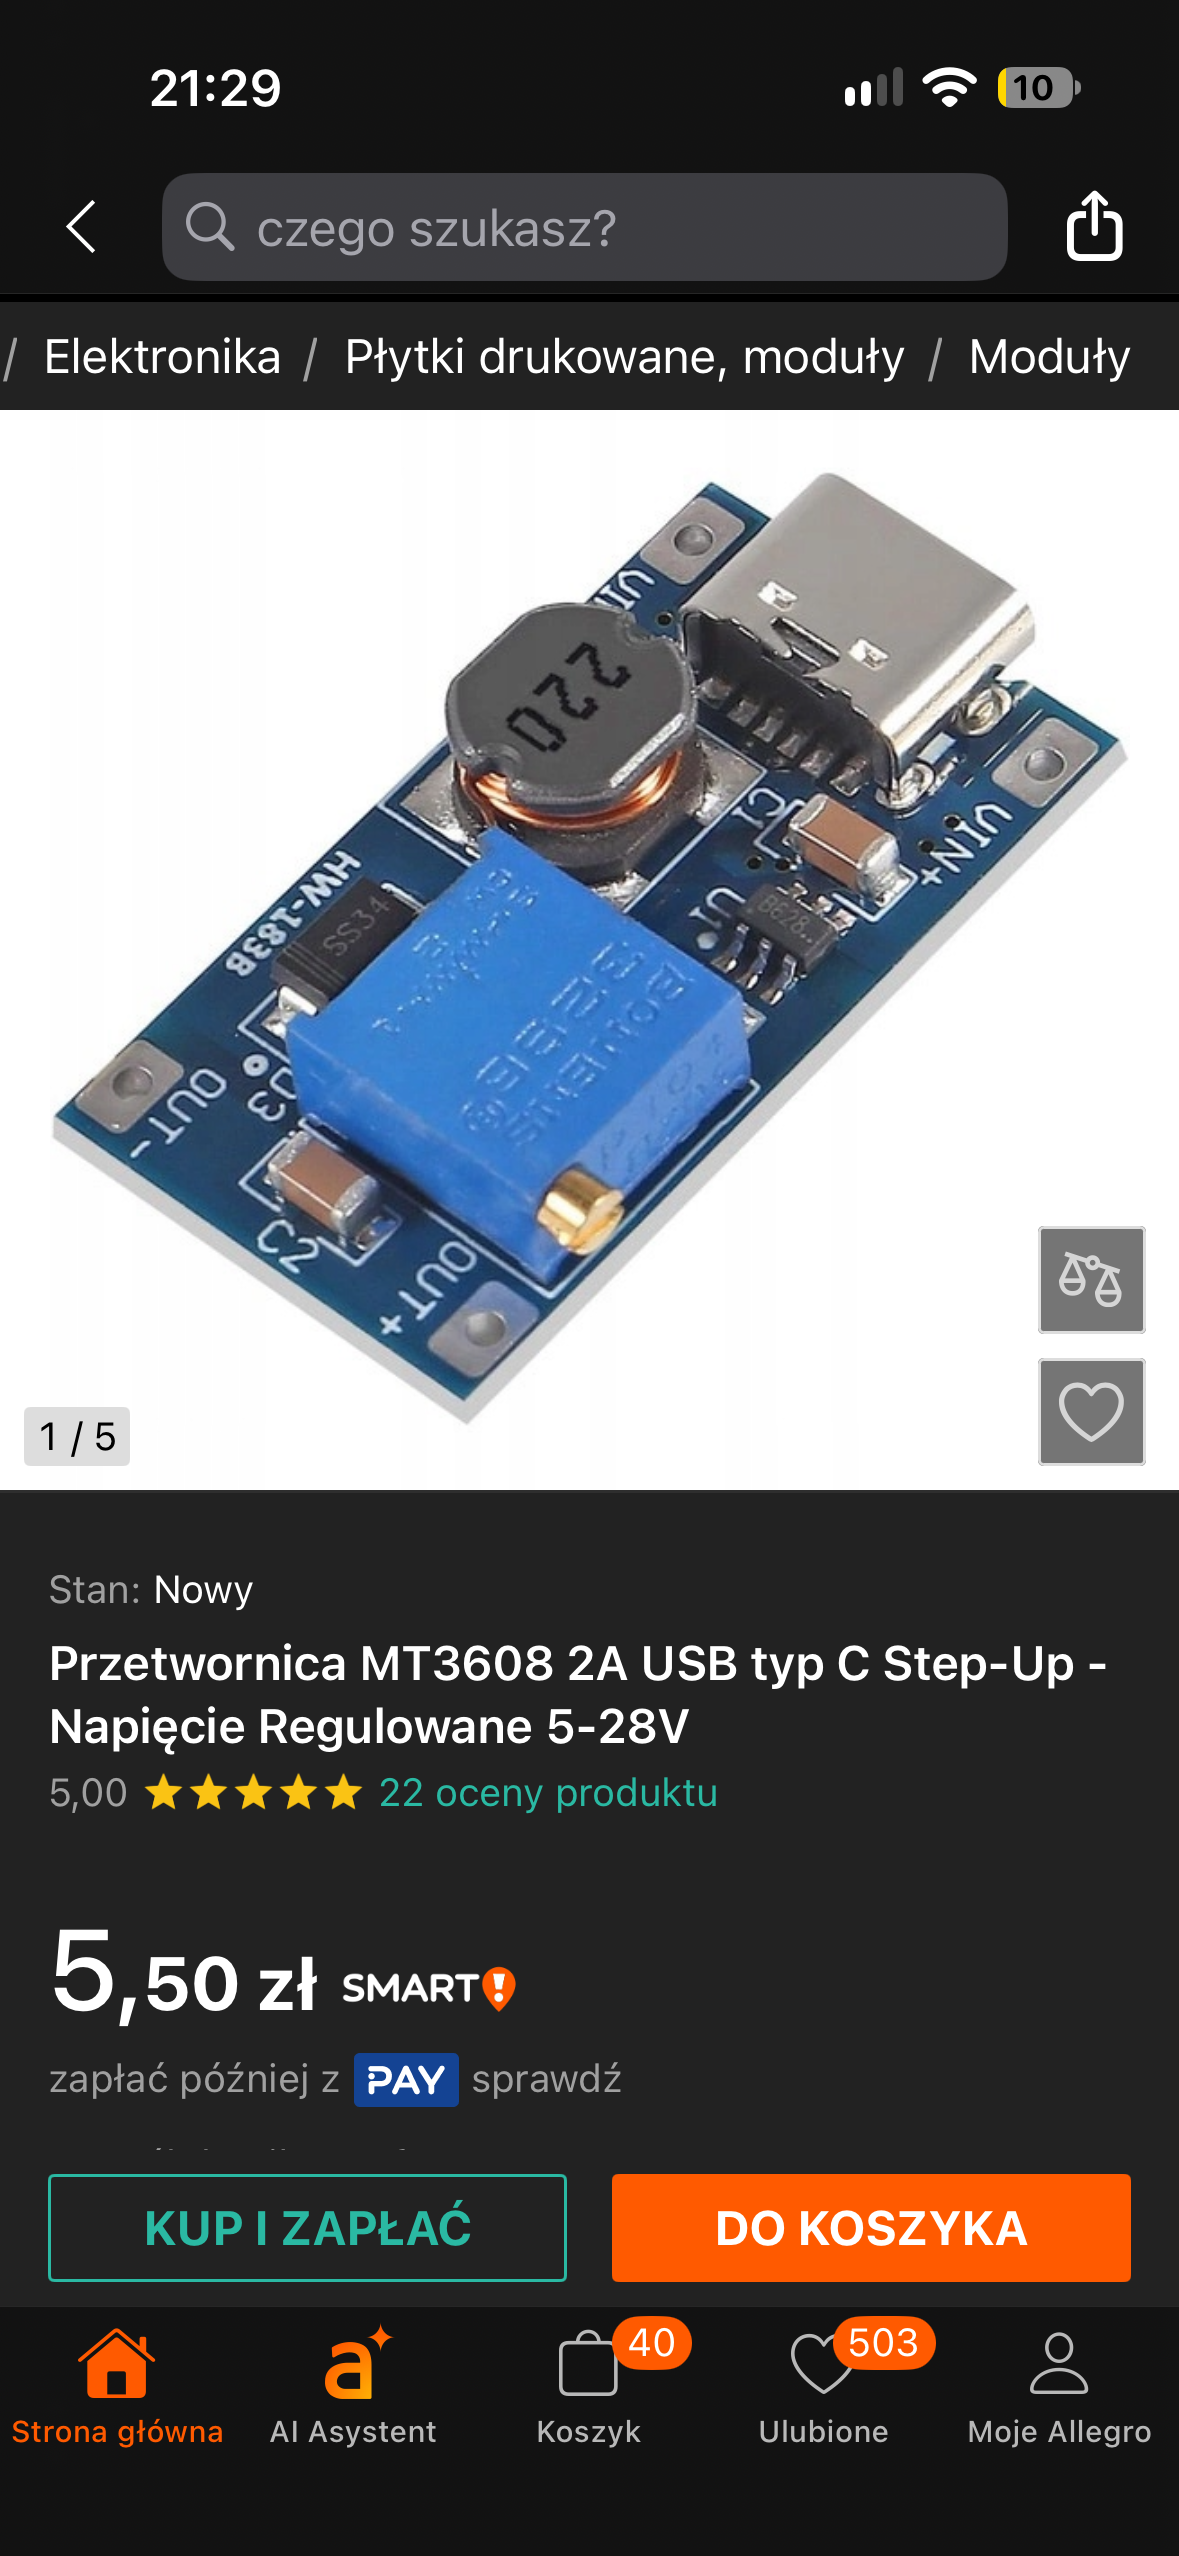 21:29
10
czego szukasz?
/ Elektronika / Płytki drukowane, moduły / Moduły
220
VIN+
C1
U1
B628
HW-183B
SS34
BOURNS
3296
OUT-
D3
C2
OUT+
1 / 5
Stan: Nowy
Przetwornica MT3608 2A USB typ C Step-Up -
Napięcie Regulowane 5-28V
5,00 22 oceny produktu
5,50 zł SMART!
zapłać później z PAY sprawdź
KUP I ZAPŁAĆ
DO KOSZYKA
40
503
Strona główna
AI Asystent
Koszyk
Ulubione
Moje Allegro